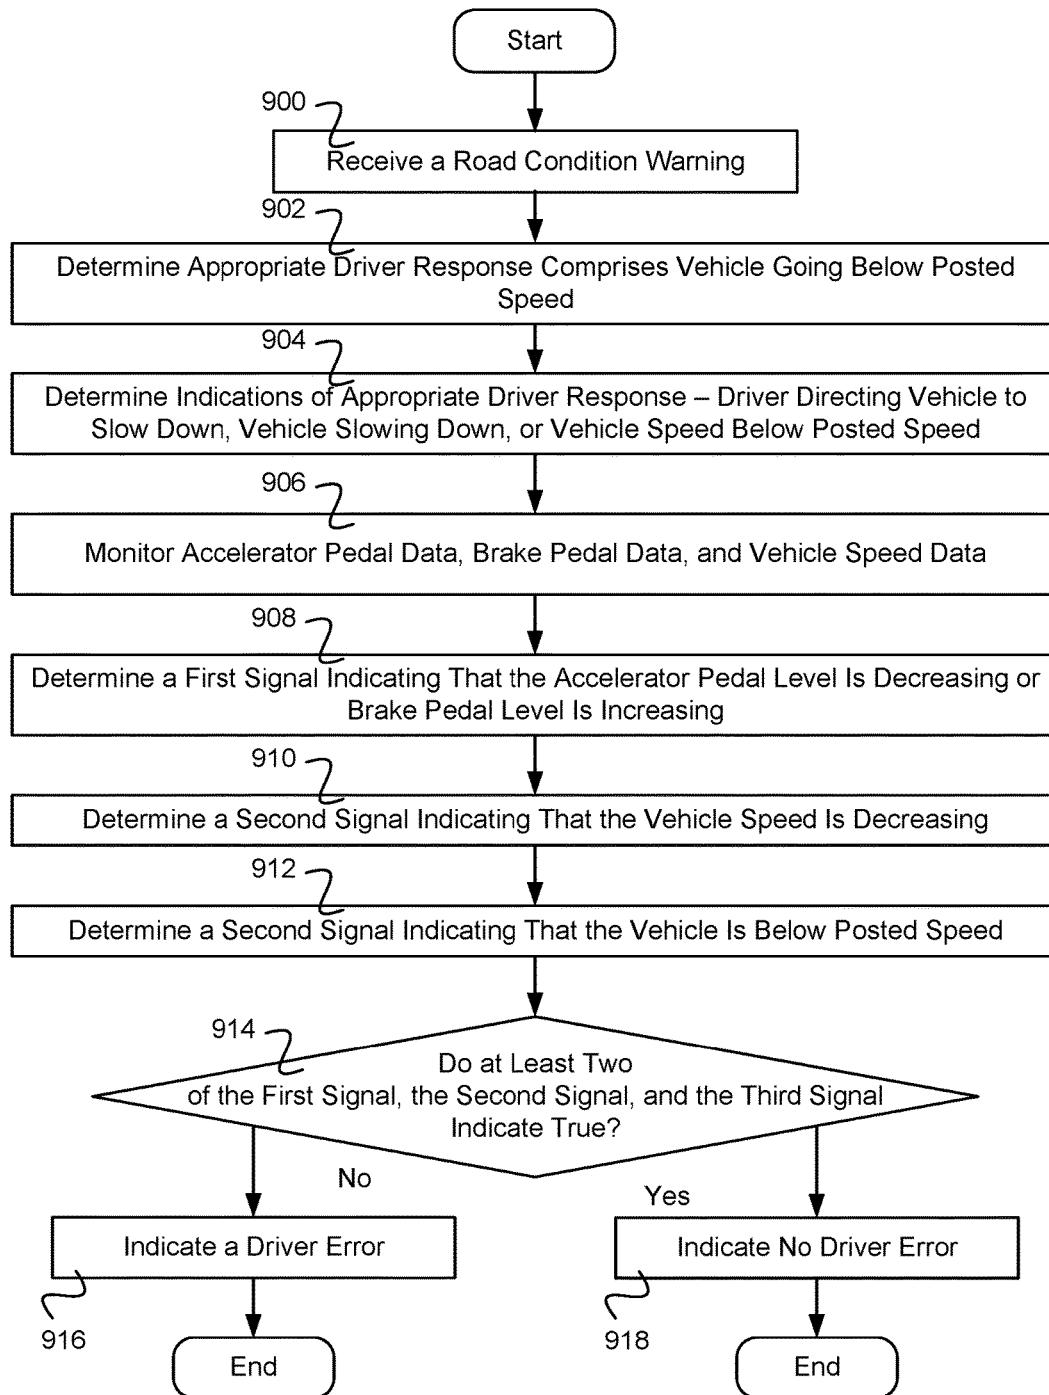 Start
900
Receive a Road Condition Warning
902
Determine Appropriate Driver Response Comprises Vehicle Going Below Posted
Speed
904
Determine Indications of Appropriate Driver Response – Driver Directing Vehicle to
Slow Down, Vehicle Slowing Down, or Vehicle Speed Below Posted Speed
906
Monitor Accelerator Pedal Data, Brake Pedal Data, and Vehicle Speed Data
908
Determine a First Signal Indicating That the Accelerator Pedal Level Is Decreasing or
Brake Pedal Level Is Increasing
910
Determine a Second Signal Indicating That the Vehicle Speed Is Decreasing
912
Determine a Second Signal Indicating That the Vehicle Is Below Posted Speed
914
Do at Least Two
of the First Signal, the Second Signal, and the Third Signal
Indicate True?
No
Yes
Indicate a Driver Error
Indicate No Driver Error
916
918
End
End